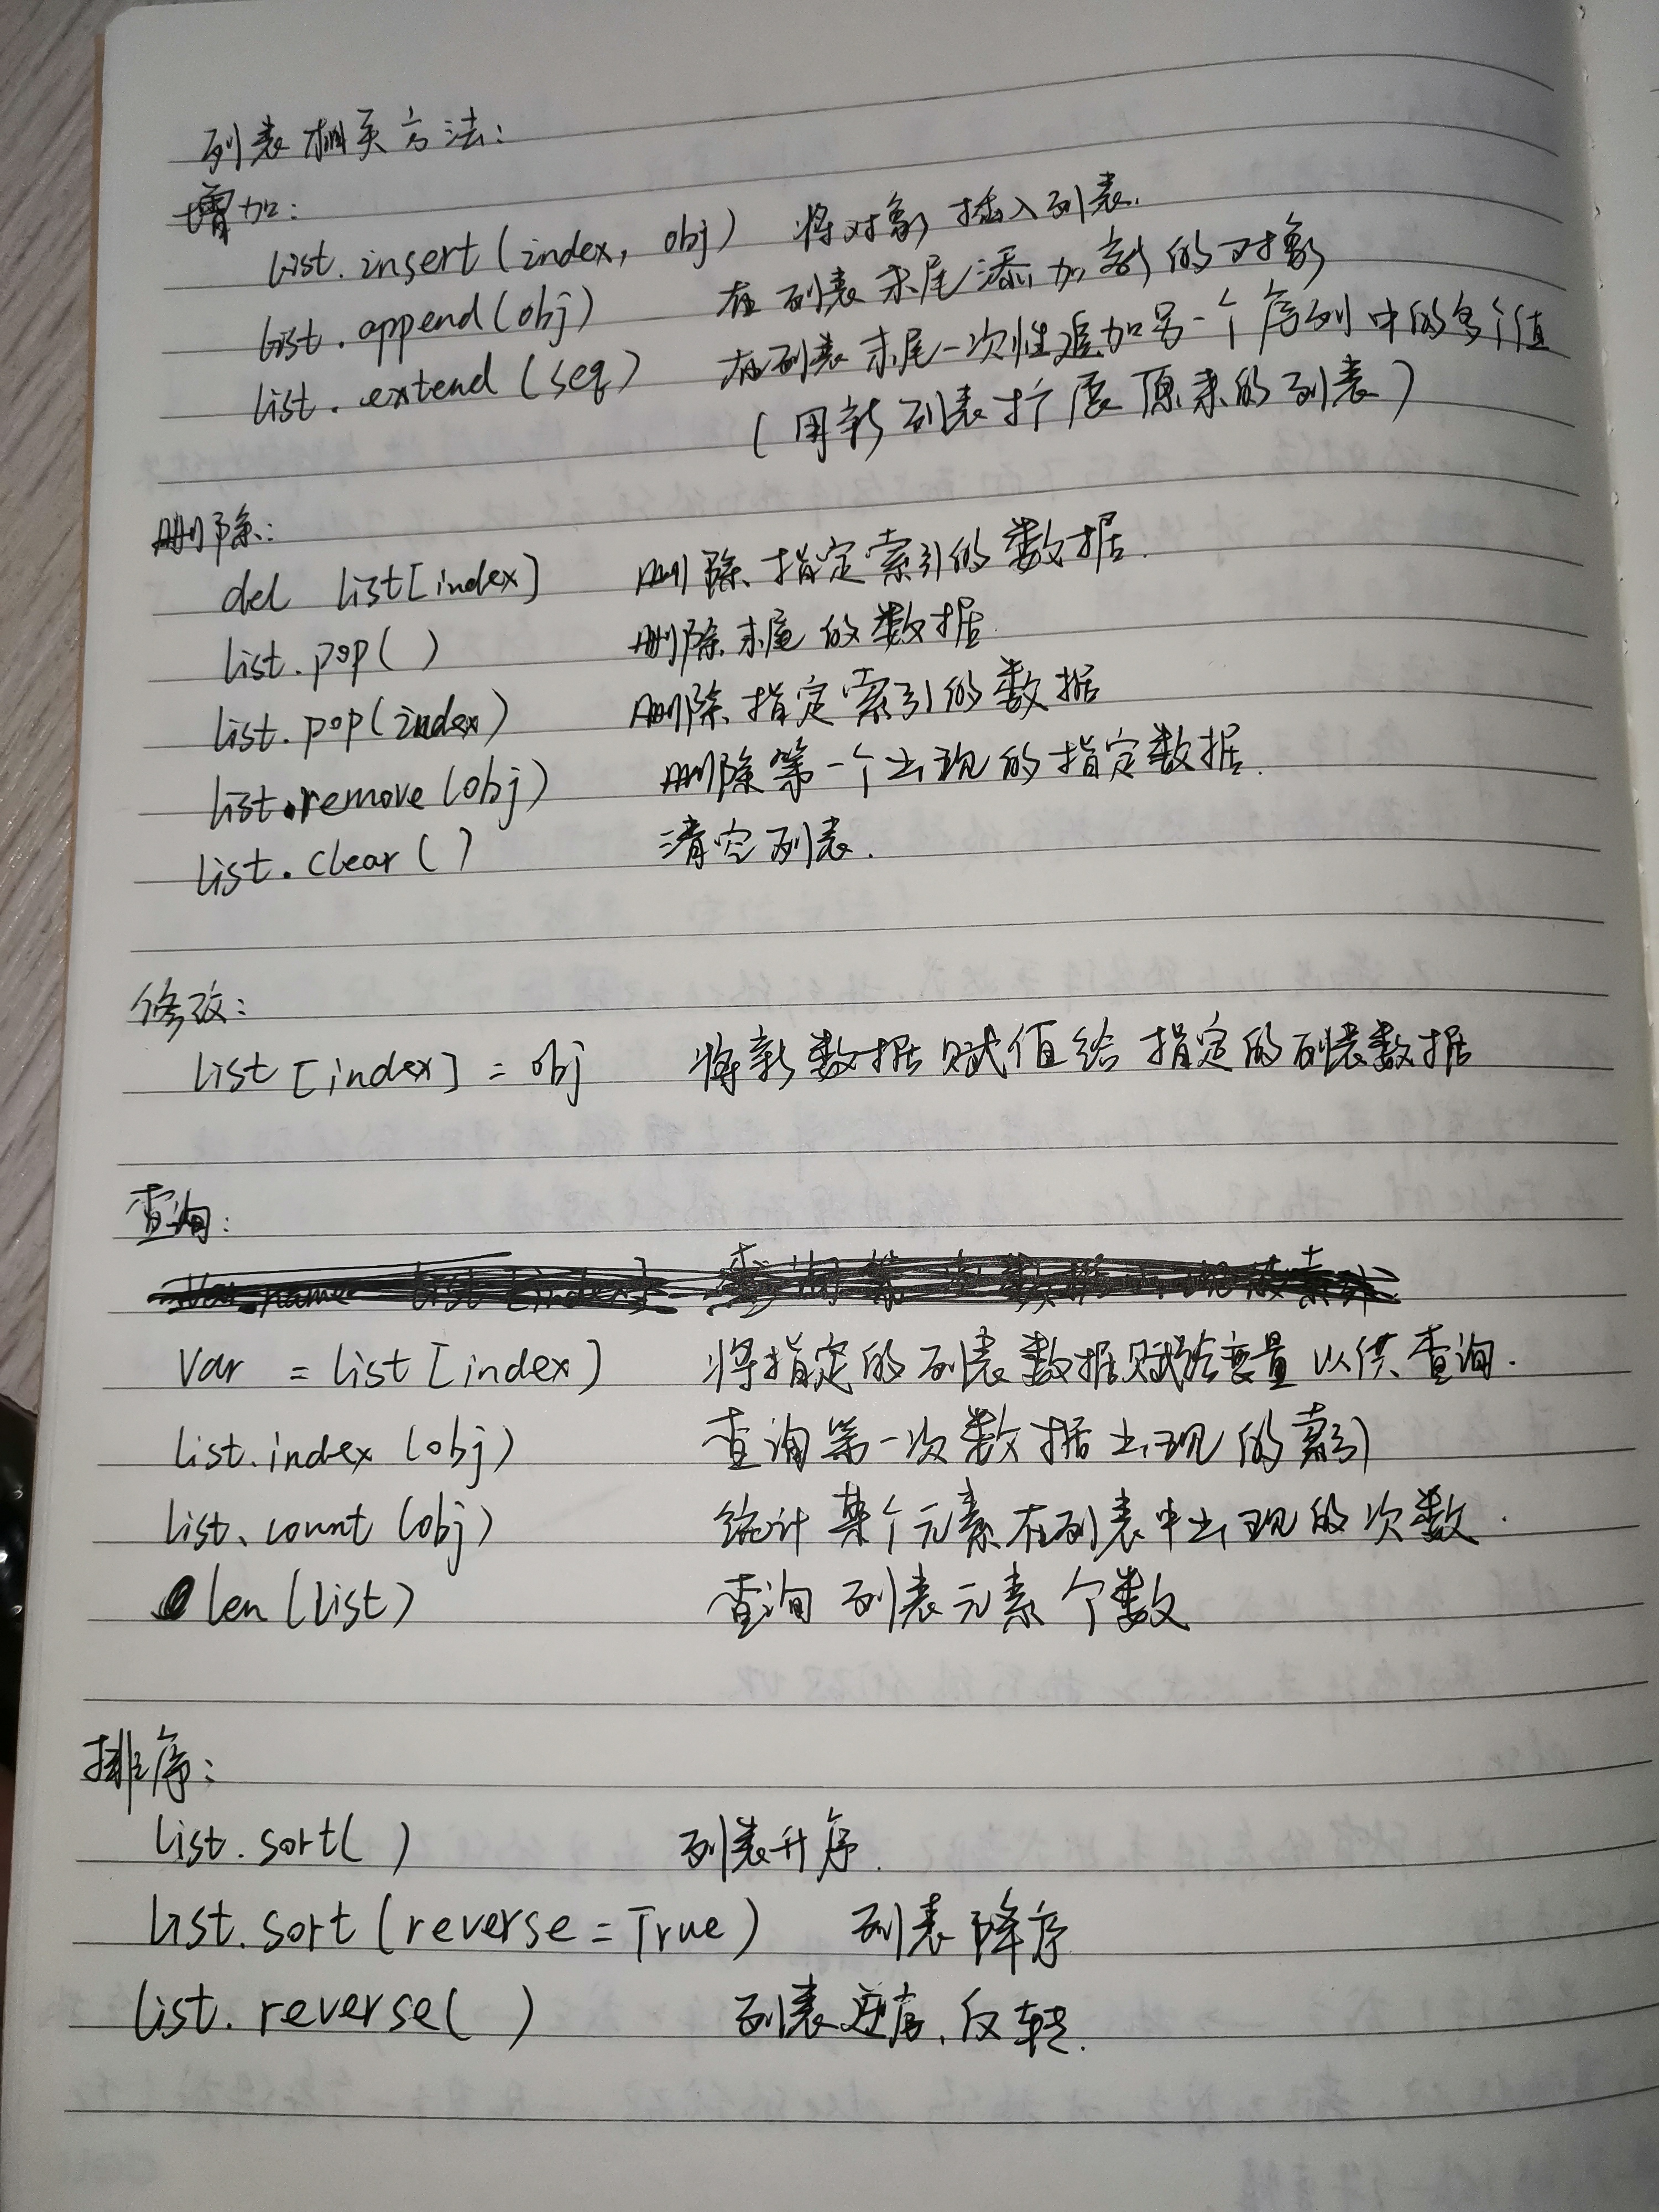 列表相关方法:
增加:
list.insert(index, obj) 将对象插入列表.
list.append(obj) 在列表末尾添加新的对象
list.extend(seq) 在列表末尾一次性追加另一个序列中的多个值
(用新列表扩展原来的列表)
删除:
del list[index] 删除指定索引的数据.
list.pop( ) 删除末尾的数据.
list.pop(index) 删除指定索引的数据
list.remove(obj) 删除第一个出现的指定数据.
list.clear( ) 清空列表.
修改:
list[index] = obj 将新数据赋值给指定的列表数据
查询:
Var = list[index] 将指定的列表数据赋给变量以供查询.
list.index(obj) 查询第一次数据出现的索引
list.count(obj) 统计某个元素在列表中出现的次数.
len(list) 查询列表元素个数
排序:
list.sort( ) 列表升序.
list.sort(reverse=True) 列表降序
list.reverse( ) 列表逆序、反转.